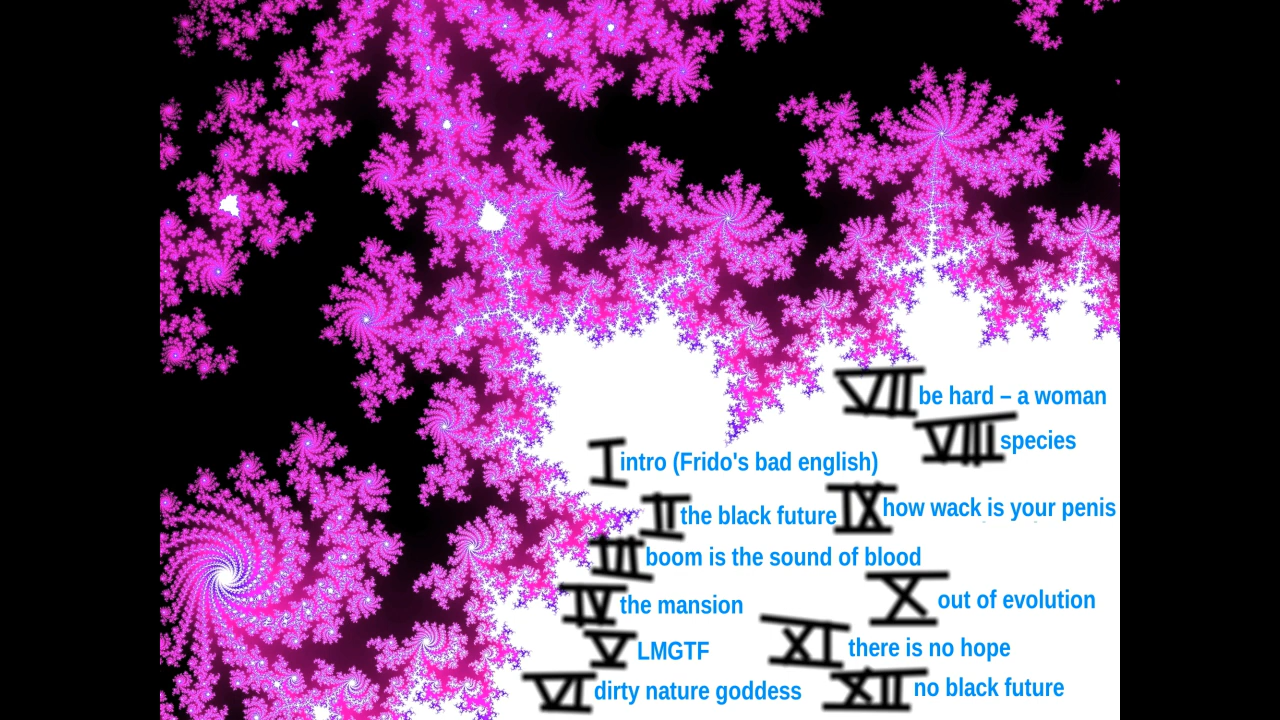 I intro (Frido's bad english)
II the black future
III boom is the sound of blood
IV the mansion
V LMGTF
VI dirty nature goddess
VII be hard – a woman
VIII species
IX how wack is your penis
X out of evolution
XI there is no hope
XII no black future